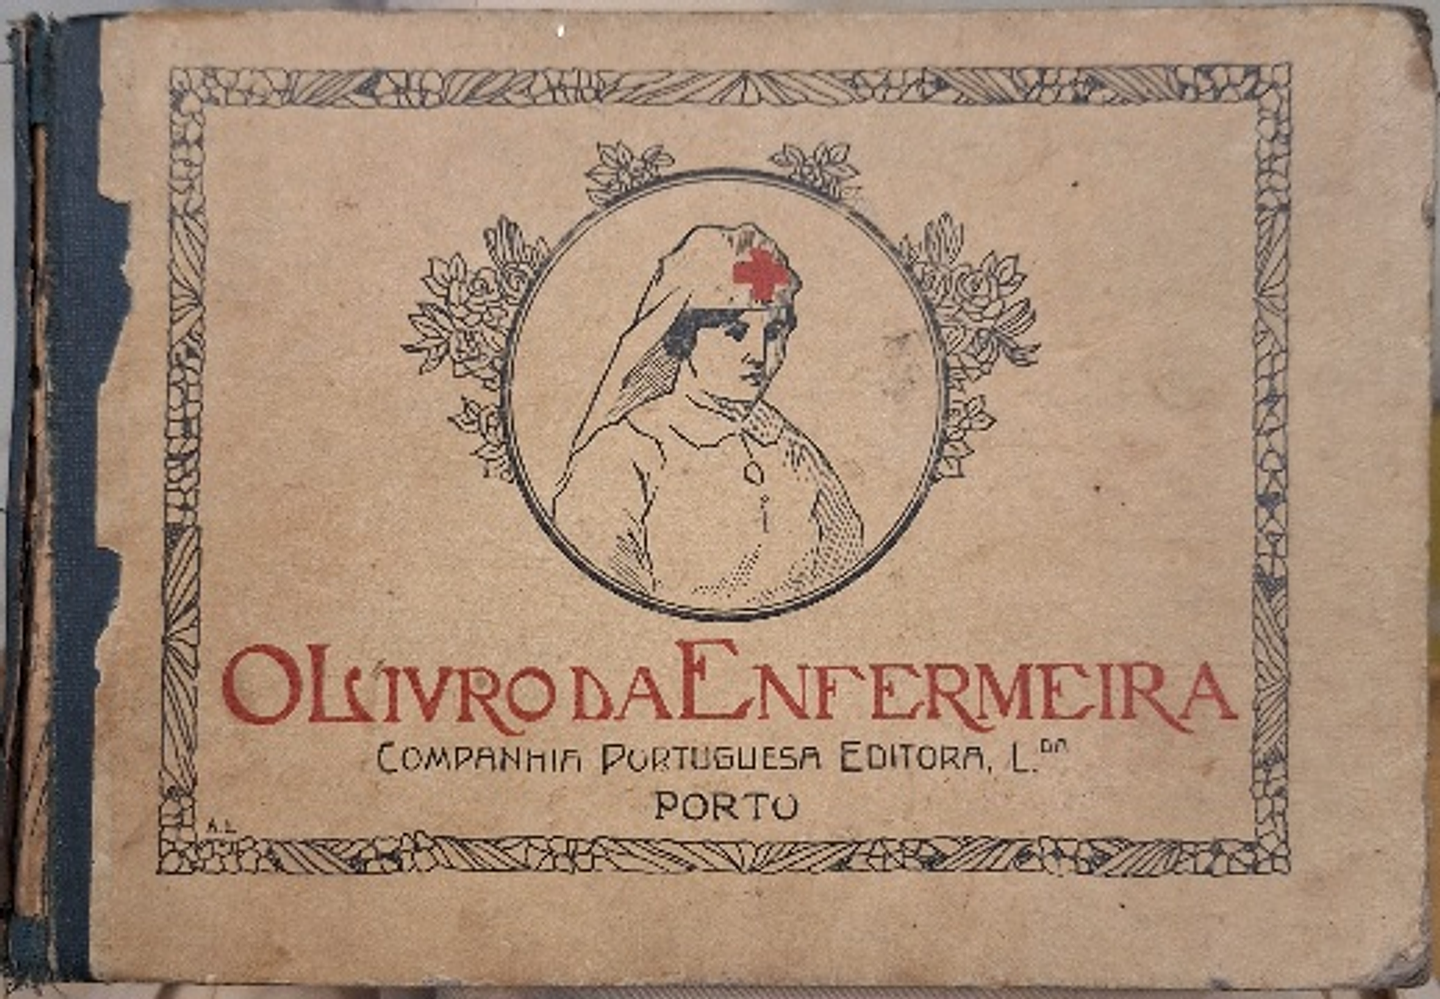 O LIVRO DA ENFERMEIRA
COMPANHIA PORTUGUESA EDITORA, L.DA
PORTO
A.L.